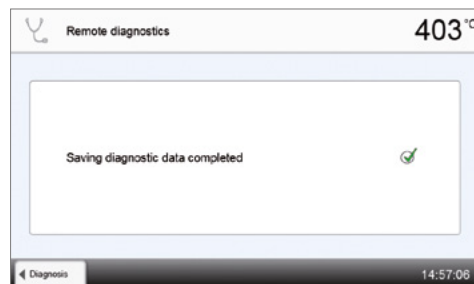 Remote diagnostics
403 °C
Saving diagnostic data completed
Diagnosis
14:57:06